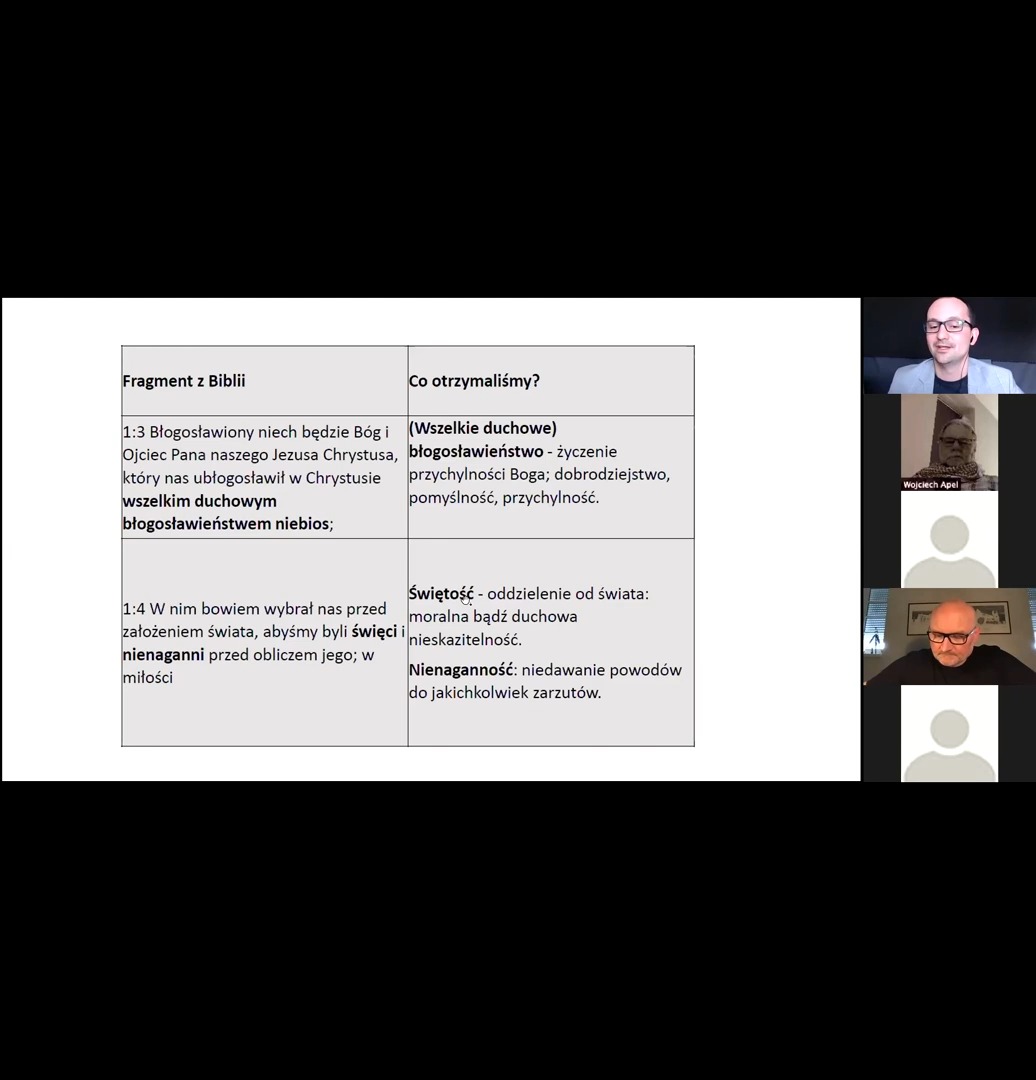 Fragment z Biblii
Co otrzymaliśmy?
1:3 Błogosławiony niech będzie Bóg i
Ojciec Pana naszego Jezusa Chrystusa,
który nas ubłogosławił w Chrystusie
wszelkim duchowym
błogosławieństwem niebios;
(Wszelkie duchowe)
błogosławieństwo - życzenie
przychylności Boga; dobrodziejstwo,
pomyślność, przychylność.
1:4 W nim bowiem wybrał nas przed
założeniem świata, abyśmy byli święci i
nienaganni przed obliczem jego; w
miłości
Świętość - oddzielenie od świata:
moralna bądź duchowa
nieskazitelność.
Nienaganność: niedawanie powodów
do jakichkolwiek zarzutów.
Wojciech Apel